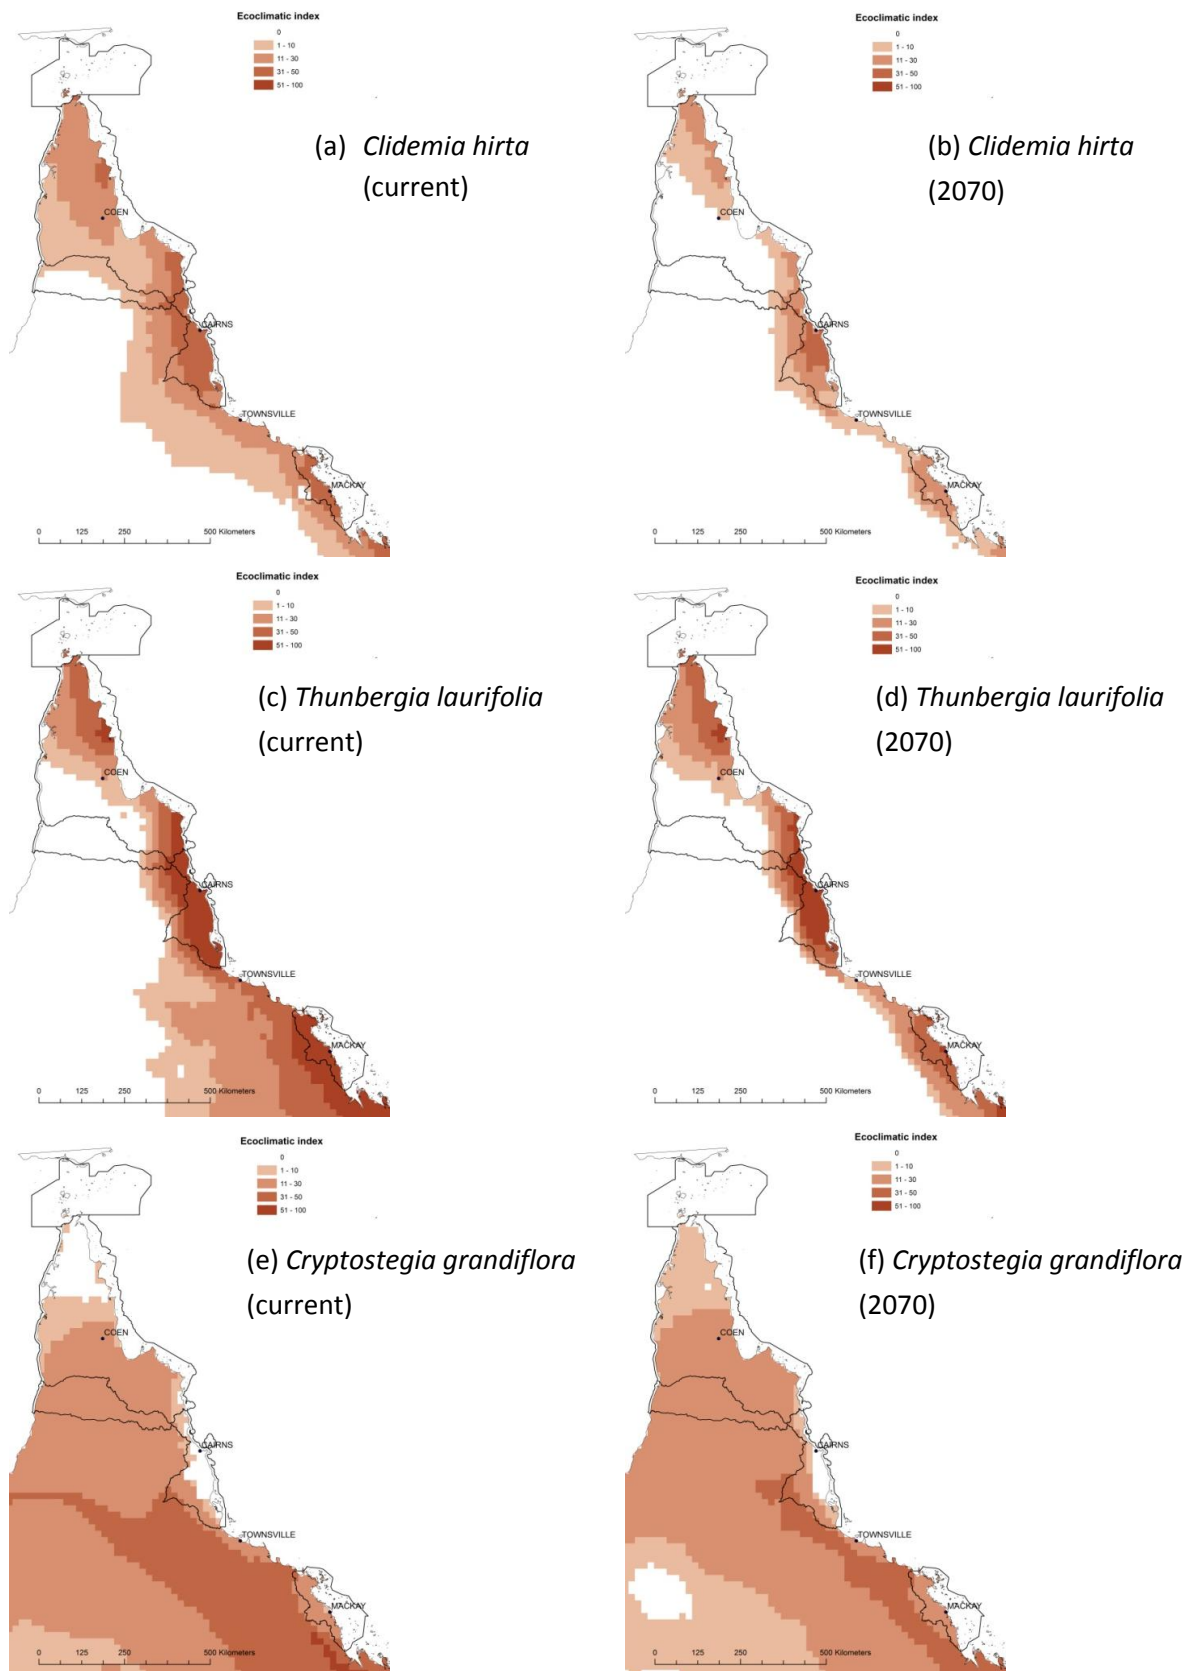 Ecoclimatic index
0
1 - 10
11 - 30
31 - 50
51 - 100
(a) Clidemia hirta
(current)
COEN
CAIRNS
TOWNSVILLE
MACKAY
0 125 250 500 Kilometers
Ecoclimatic index
0
1 - 10
11 - 30
31 - 50
51 - 100
(b) Clidemia hirta
(2070)
COEN
CAIRNS
TOWNSVILLE
MACKAY
0 125 250 500 Kilometers
Ecoclimatic index
0
1 - 10
11 - 30
31 - 50
51 - 100
(c) Thunbergia laurifolia
(current)
COEN
CAIRNS
TOWNSVILLE
MACKAY
0 125 250 500 Kilometers
Ecoclimatic index
0
1 - 10
11 - 30
31 - 50
51 - 100
(d) Thunbergia laurifolia
(2070)
COEN
CAIRNS
TOWNSVILLE
MACKAY
0 125 250 500 Kilometers
Ecoclimatic index
0
1 - 10
11 - 30
31 - 50
51 - 100
(e) Cryptostegia grandiflora
(current)
COEN
CAIRNS
TOWNSVILLE
MACKAY
0 125 250 500 Kilometers
Ecoclimatic index
0
1 - 10
11 - 30
31 - 50
51 - 100
(f) Cryptostegia grandiflora
(2070)
COEN
CAIRNS
TOWNSVILLE
MACKAY
0 125 250 500 Kilometers